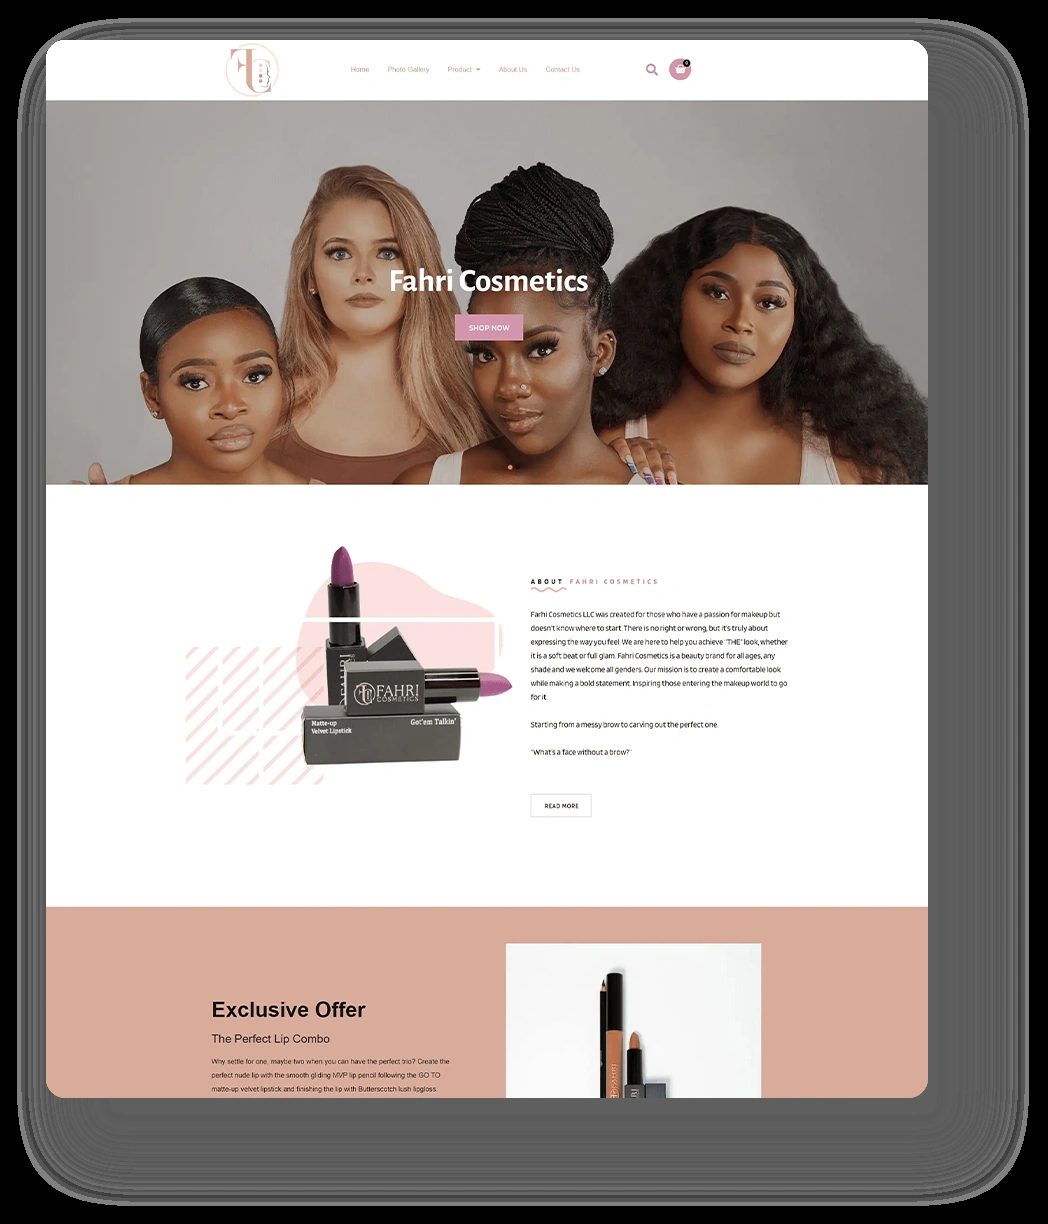 Home Photo Gallery Product About Us Contact Us
0
Fahri Cosmetics
SHOP NOW
ABOUT FAHRI COSMETICS
Farhi Cosmetics LLC was created for those who have a passion for makeup but
doesn't know where to start. There is no right or wrong, but it's truly about
expressing the way you feel. We are here to help you achieve "THE" look, whether
it is a soft beat or full glam. Fahri Cosmetics is a beauty brand for all ages, any
shade and we welcome all genders. Our mission is to create a comfortable look
while making a bold statement. Inspiring those entering the makeup world to go
for it.
Starting from a messy brow to carving out the perfect one.
"What's a face without a brow?"
READ MORE
FAHRI
FAHRI
COSMETICS
Matte-up
Velvet Lipstick
Got'em Talkin'
Exclusive Offer
The Perfect Lip Combo
Why settle for one, maybe two when you can have the perfect trio? Create the
perfect nude lip with the smooth gliding MVP lip pencil following the GO TO
matte-up velvet lipstick and finishing the lip with Butterscotch lush lipgloss.
FAHRI